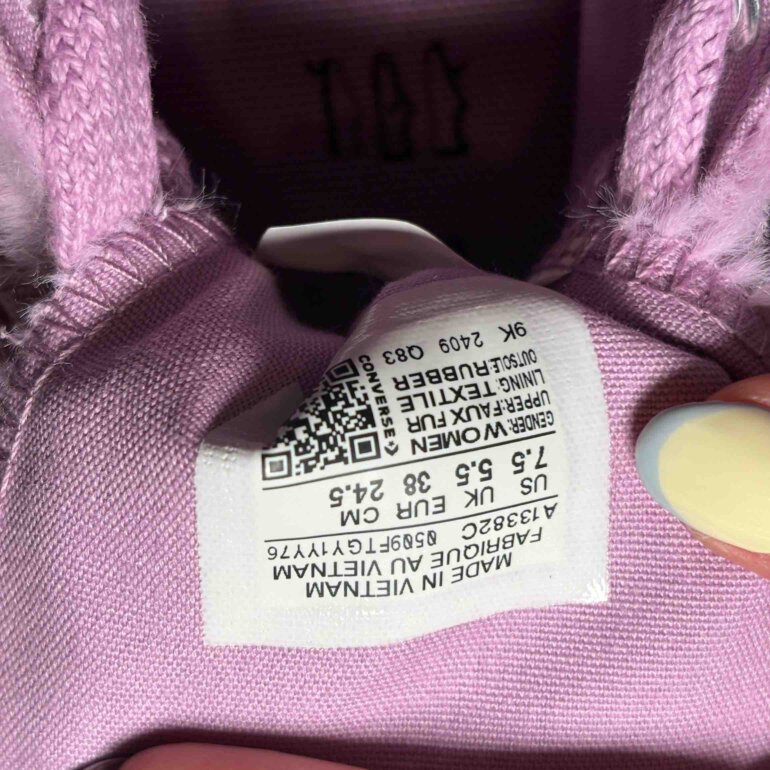 MADE IN VIETNAM
FABRIQUE AU VIETNAM
A13382C 0509FTGY1YY76
US UK EUR CM
7.5 5.5 38 24.5
GENDER: WOMEN
UPPER: FAUX FUR
LINING: TEXTILE
OUTSOLE: RUBBER
CONVERSE
9K 2409 Q83